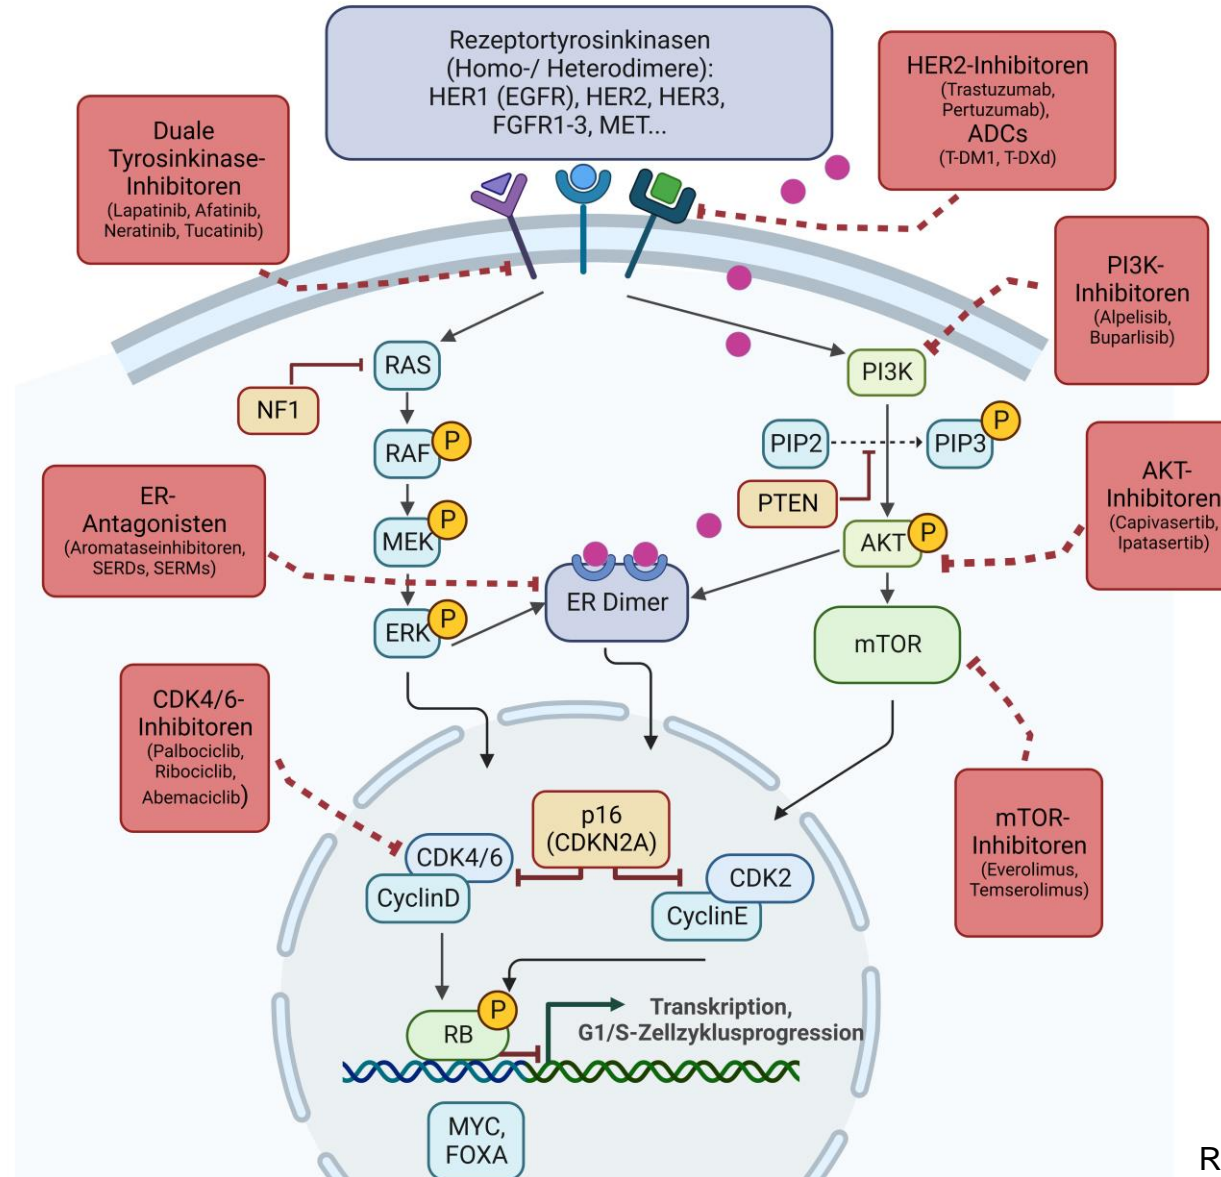 Rezeptortyrosinkinasen
(Homo-/ Heterodimere):
HER1 (EGFR), HER2, HER3,
FGFR1-3, MET...
HER2-Inhibitoren
(Trastuzumab,
Pertuzumab),
ADCs
(T-DM1, T-DXd)
Duale
Tyrosinkinase-
Inhibitoren
(Lapatinib, Afatinib,
Neratinib, Tucatinib)
PI3K-
Inhibitoren
(Alpelisib,
Buparlisib)
RAS
PI3K
NF1
RAF
P
PIP2
PIP3
P
PTEN
AKT-
Inhibitoren
(Capivasertib,
Ipatasertib)
ER-
Antagonisten
(Aromataseinhibitoren,
SERDs, SERMs)
MEK
P
AKT
P
ER Dimer
ERK
P
mTOR
CDK4/6-
Inhibitoren
(Palbociclib,
Ribociclib,
Abemaciclib)
mTOR-
Inhibitoren
(Everolimus,
Temserolimus)
p16
(CDKN2A)
CDK4/6
CyclinD
CDK2
CyclinE
P
RB
Transkription,
G1/S-Zellzyklusprogression
MYC,
FOXA
R